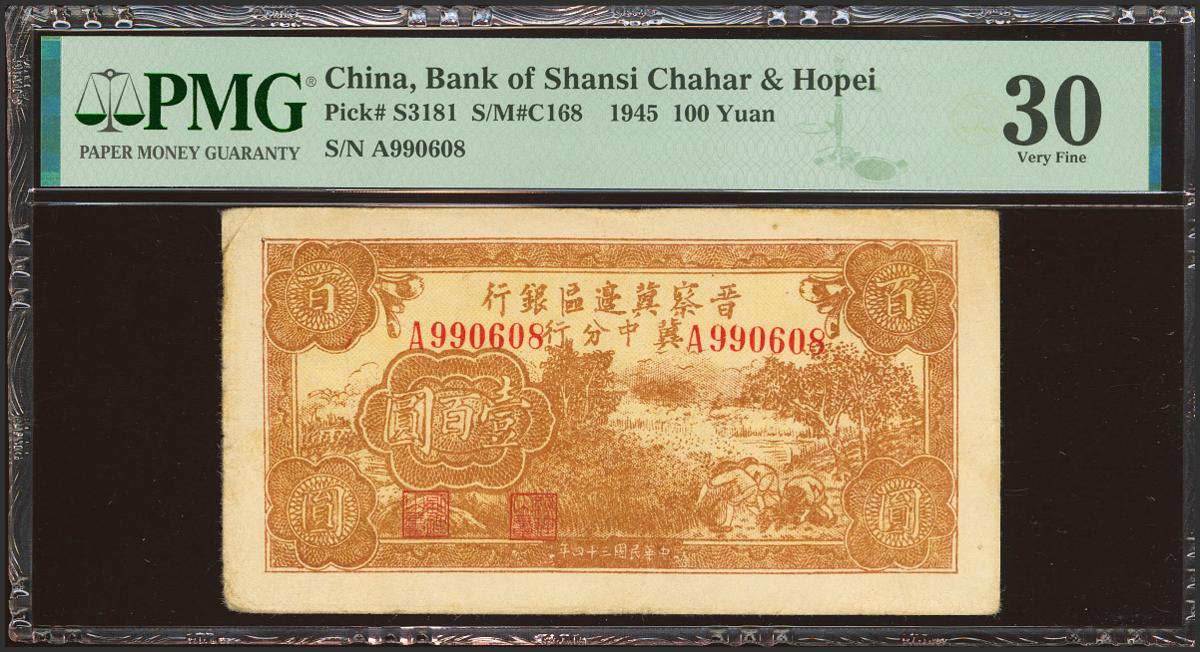 PMG®
PAPER MONEY GUARANTY
China, Bank of Shansi Chahar & Hopei
Pick# S3181 S/M#C168 1945 100 Yuan
S/N A990608
30
Very Fine
百
百
行銀區邊冀察晋
行分中冀
A990608
A990608
圓百壹
圓
圓
年四十三國民華中